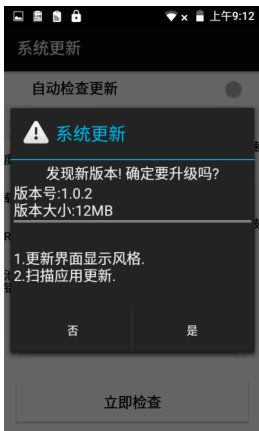 上午9:12
系统更新
自动检查更新
系统更新
发现新版本! 确定要升级吗?
版本号:1.0.2
版本大小:12MB
1.更新界面显示风格.
2.扫描应用更新.
否
是
立即检查